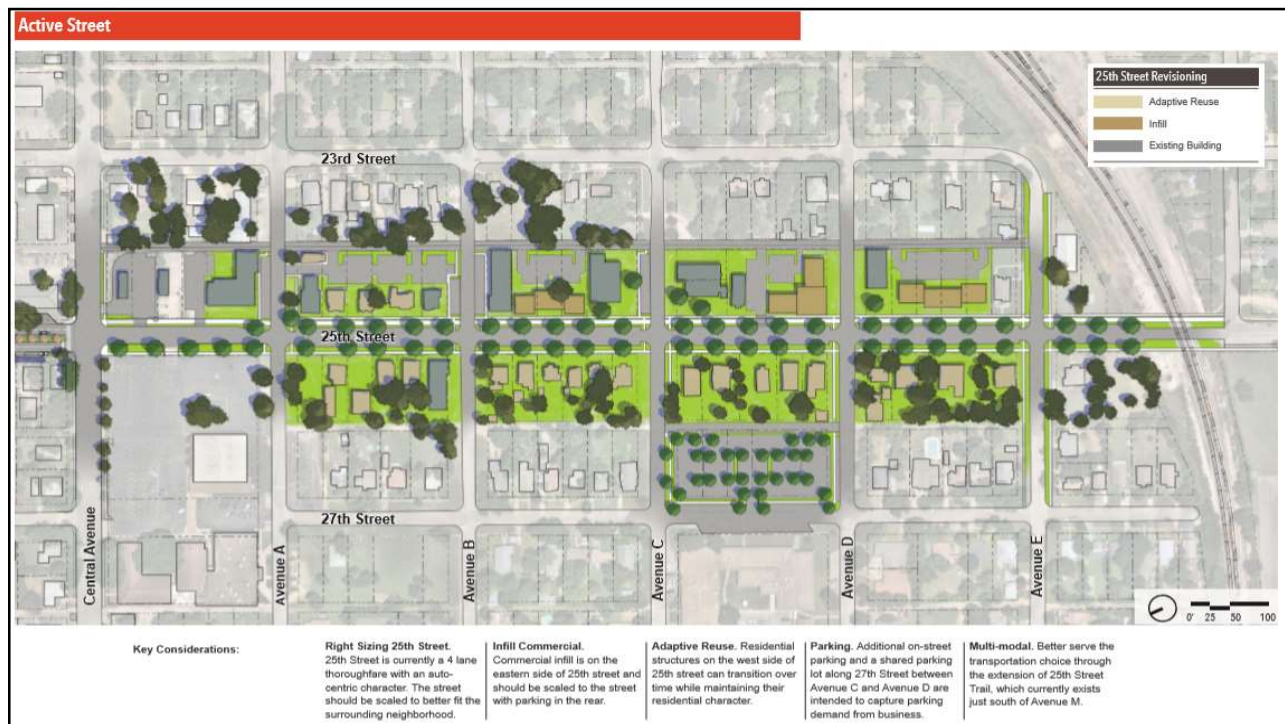 Active Street
25th Street Revisioning
Adaptive Reuse
Infill
Existing Building
23rd Street
25th Street
27th Street
Central Avenue
Avenue A
Avenue B
Avenue C
Avenue D
Avenue E
0' 25 50 100
Key Considerations:
Right Sizing 25th Street.
25th Street is currently a 4 lane
thoroughfare with an auto-
centric character. The street
should be scaled to better fit the
surrounding neighborhood.
Infill Commercial.
Commercial infill is on the
eastern side of 25th street and
should be scaled to the street
with parking in the rear.
Adaptive Reuse. Residential
structures on the west side of
25th street can transition over
time while maintaining their
residential character.
Parking. Additional on-street
parking and a shared parking
lot along 27th Street between
Avenue C and Avenue D are
intended to capture parking
demand from business.
Multi-modal. Better serve the
transportation choice through
the extension of 25th Street
Trail, which currently exists
just south of Avenue M.